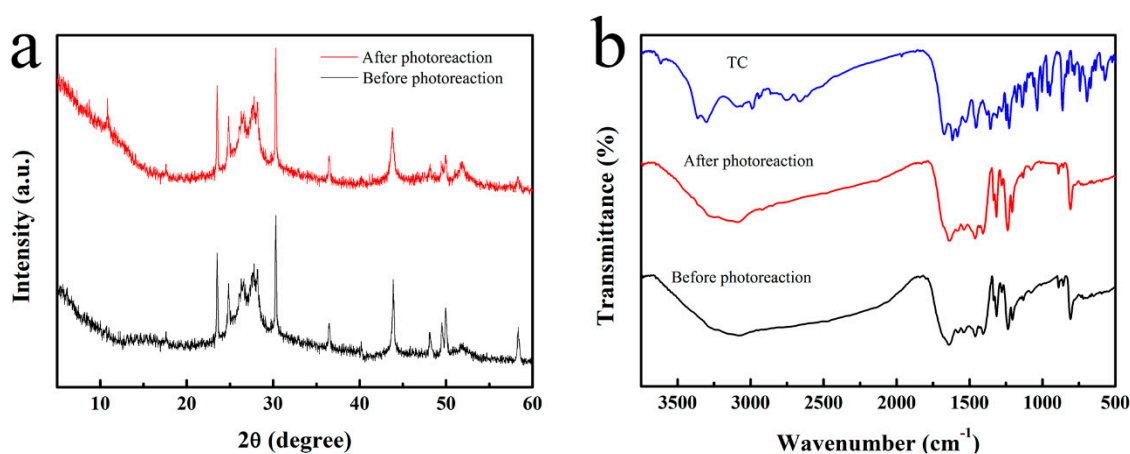 a
After photoreaction
Before photoreaction
Intensity (a.u.)
10 20 30 40 50 60
2θ (degree)
b
TC
After photoreaction
Before photoreaction
Transmittance (%)
3750 3000 2500 2000 1500 1000 500
Wavenumber (cm⁻¹)